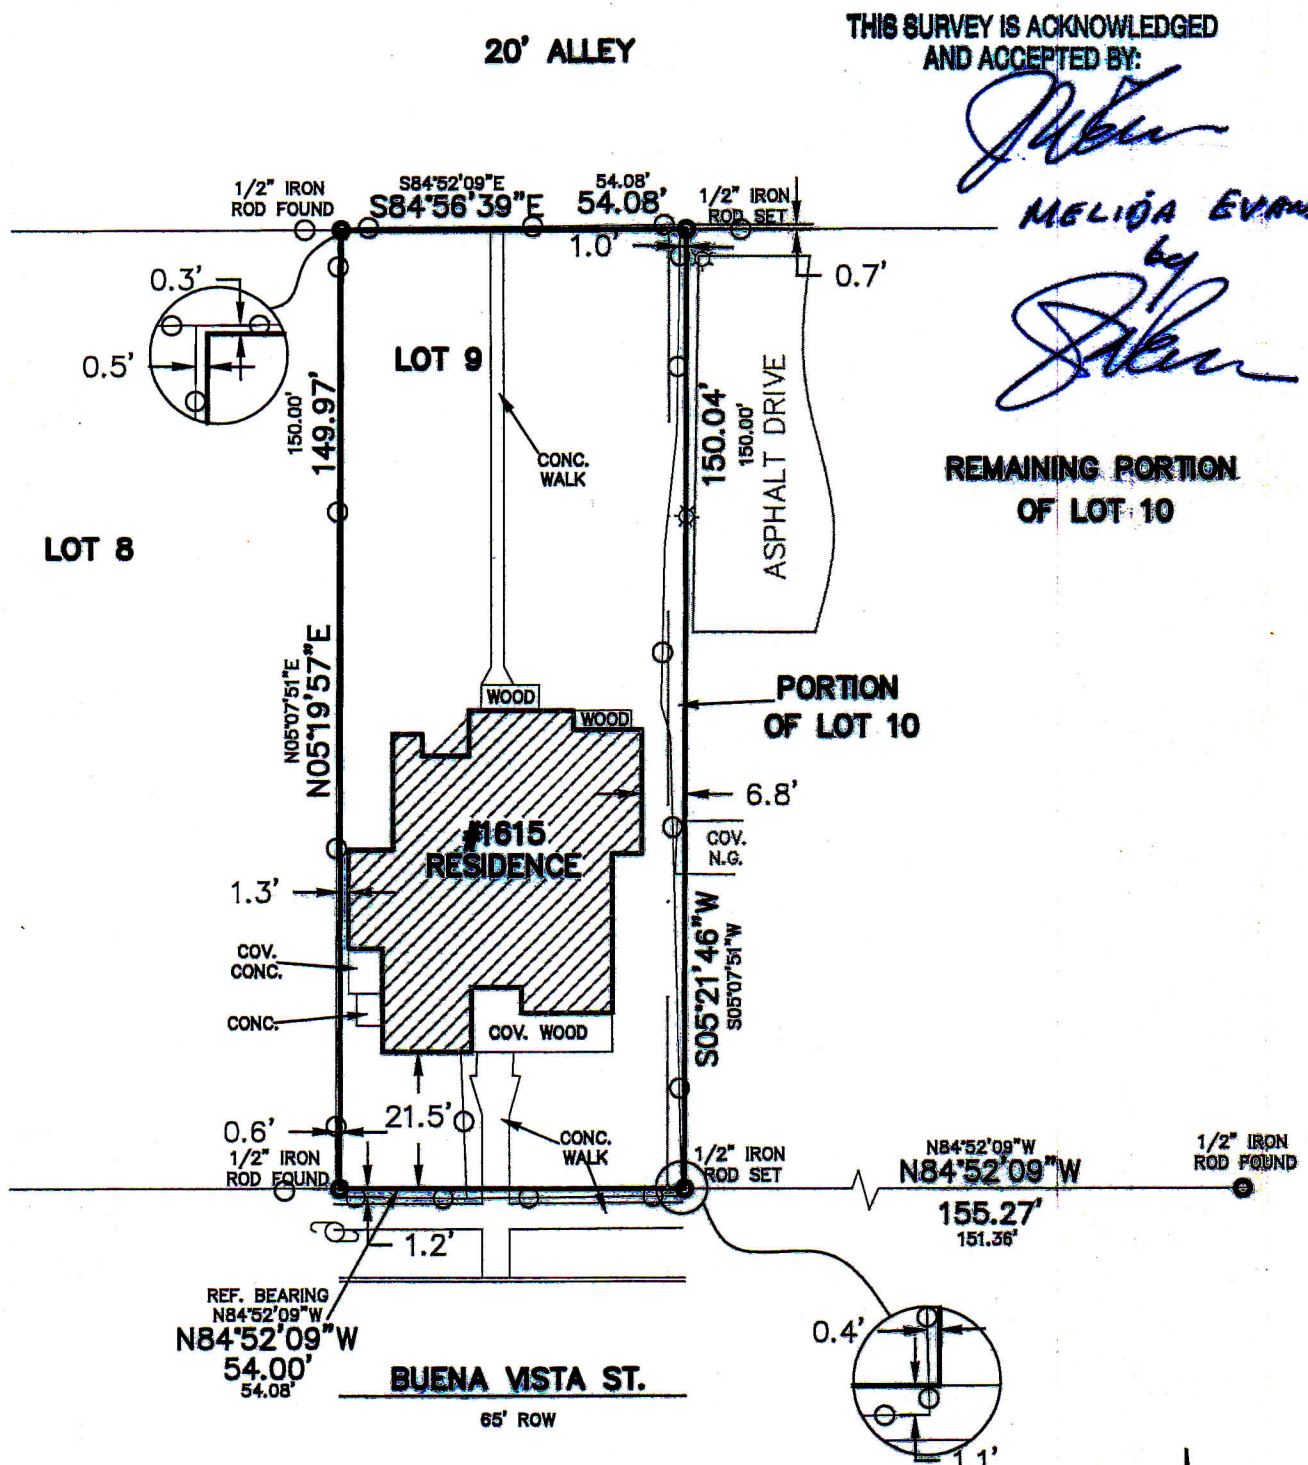 20' ALLEY
THIS SURVEY IS ACKNOWLEDGED
AND ACCEPTED BY:
MELIDA
by
1/2" IRON
ROD FOUND
S84°52'09"E
S84°56'39"E
54.08'
54.08'
1/2" IRON
ROD SET
1.0'
0.7'
0.3'
0.5'
LOT 9
150.00'
149.97'
CONC.
WALK
150.04'
150.00'
ASPHALT DRIVE
REMAINING PORTION
OF LOT 10
LOT 8
N05°07'51"E
N05°19'57"E
WOOD
WOOD
PORTION
OF LOT 10
6.8'
#1615
RESIDENCE
COV.
N.G.
1.3'
COV.
CONC.
CONC.
COV. WOOD
S05°21'46"W
S05°07'51"W
21.5'
0.6'
1/2" IRON
ROD FOUND
CONC.
WALK
1/2" IRON
ROD SET
N84°52'09"W
N84°52'09"W
155.27'
151.36'
1/2" IRON
ROD FOUND
1.2'
REF. BEARING
N84°52'09"W
N84°52'09"W
54.00'
54.08'
BUENA VISTA ST.
65' ROW
0.4'
1.1'